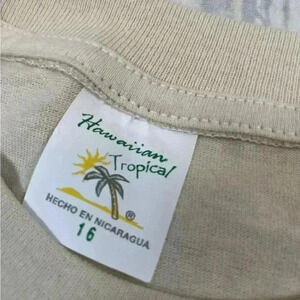 Hawaiian
Tropical
®
HECHO EN NICARAGUA
16